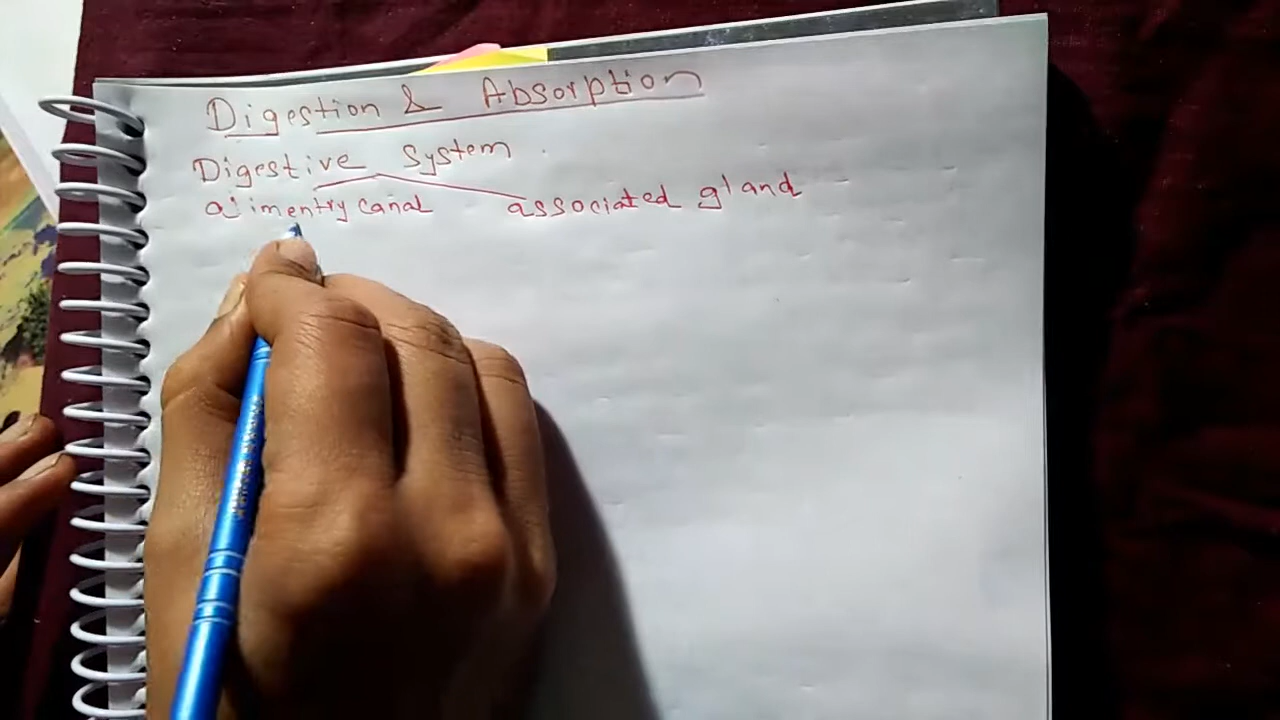 Digestion & Absorption
Digestive System
alimentry canal associated gland